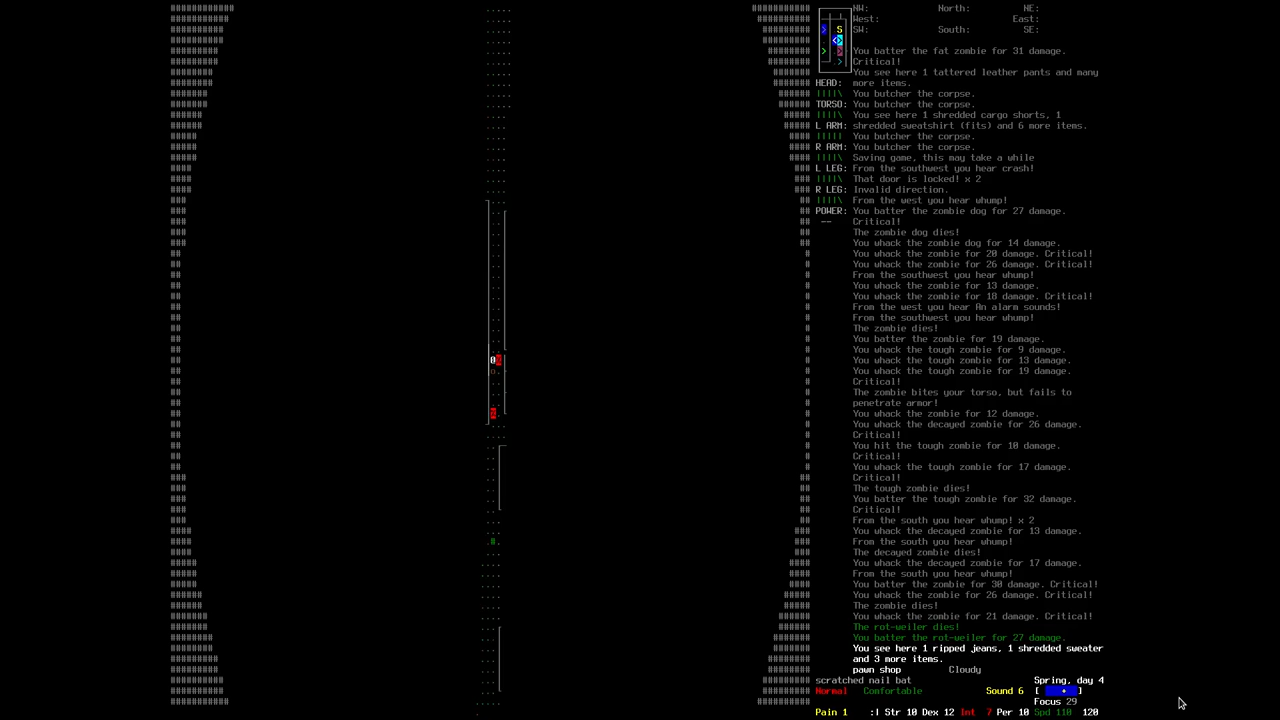 NW: North: NE:
West: East:
SW: South: SE:
You batter the fat zombie for 31 damage.
Critical!
You see here 1 tattered leather pants and many
HEAD: more items.
You butcher the corpse.
TORSO: You butcher the corpse.
You see here 1 shredded cargo shorts, 1
L ARM: shredded sweatshirt (fits) and 6 more items.
You butcher the corpse.
R ARM: You butcher the corpse.
Saving game, this may take a while
L LEG: From the southwest you hear crash!
That door is locked! x 2
R LEG: Invalid direction.
From the west you hear whump!
POWER: You batter the zombie dog for 27 damage.
-- Critical!
The zombie dog dies!
You whack the zombie dog for 14 damage.
You whack the zombie for 20 damage. Critical!
You whack the zombie for 26 damage. Critical!
From the southwest you hear whump!
You whack the zombie for 13 damage.
You whack the zombie for 18 damage. Critical!
From the west you hear An alarm sounds!
From the southwest you hear whump!
The zombie dies!
You batter the zombie for 19 damage.
You whack the tough zombie for 9 damage.
You whack the tough zombie for 13 damage.
You whack the tough zombie for 19 damage.
Critical!
The zombie bites your torso, but fails to
penetrate armor!
You whack the zombie for 12 damage.
You whack the decayed zombie for 26 damage.
Critical!
You hit the tough zombie for 10 damage.
Critical!
You whack the tough zombie for 17 damage.
Critical!
The tough zombie dies!
You batter the tough zombie for 32 damage.
Critical!
From the south you hear whump! x 2
You whack the decayed zombie for 13 damage.
From the south you hear whump!
The decayed zombie dies!
You whack the decayed zombie for 17 damage.
From the south you hear whump!
You batter the zombie for 30 damage. Critical!
You whack the zombie for 26 damage. Critical!
The zombie dies!
You whack the zombie for 21 damage. Critical!
The rot-weiler dies!
You batter the rot-weiler for 27 damage.
You see here 1 ripped jeans, 1 shredded sweater
and 3 more items.
pawn shop Cloudy
scratched nail bat Spring, day 4
Normal Comfortable Sound 6 [ + ]
Focus 29
Pain 1 :| Str 10 Dex 12 Int 7 Per 10 Spd 110 120